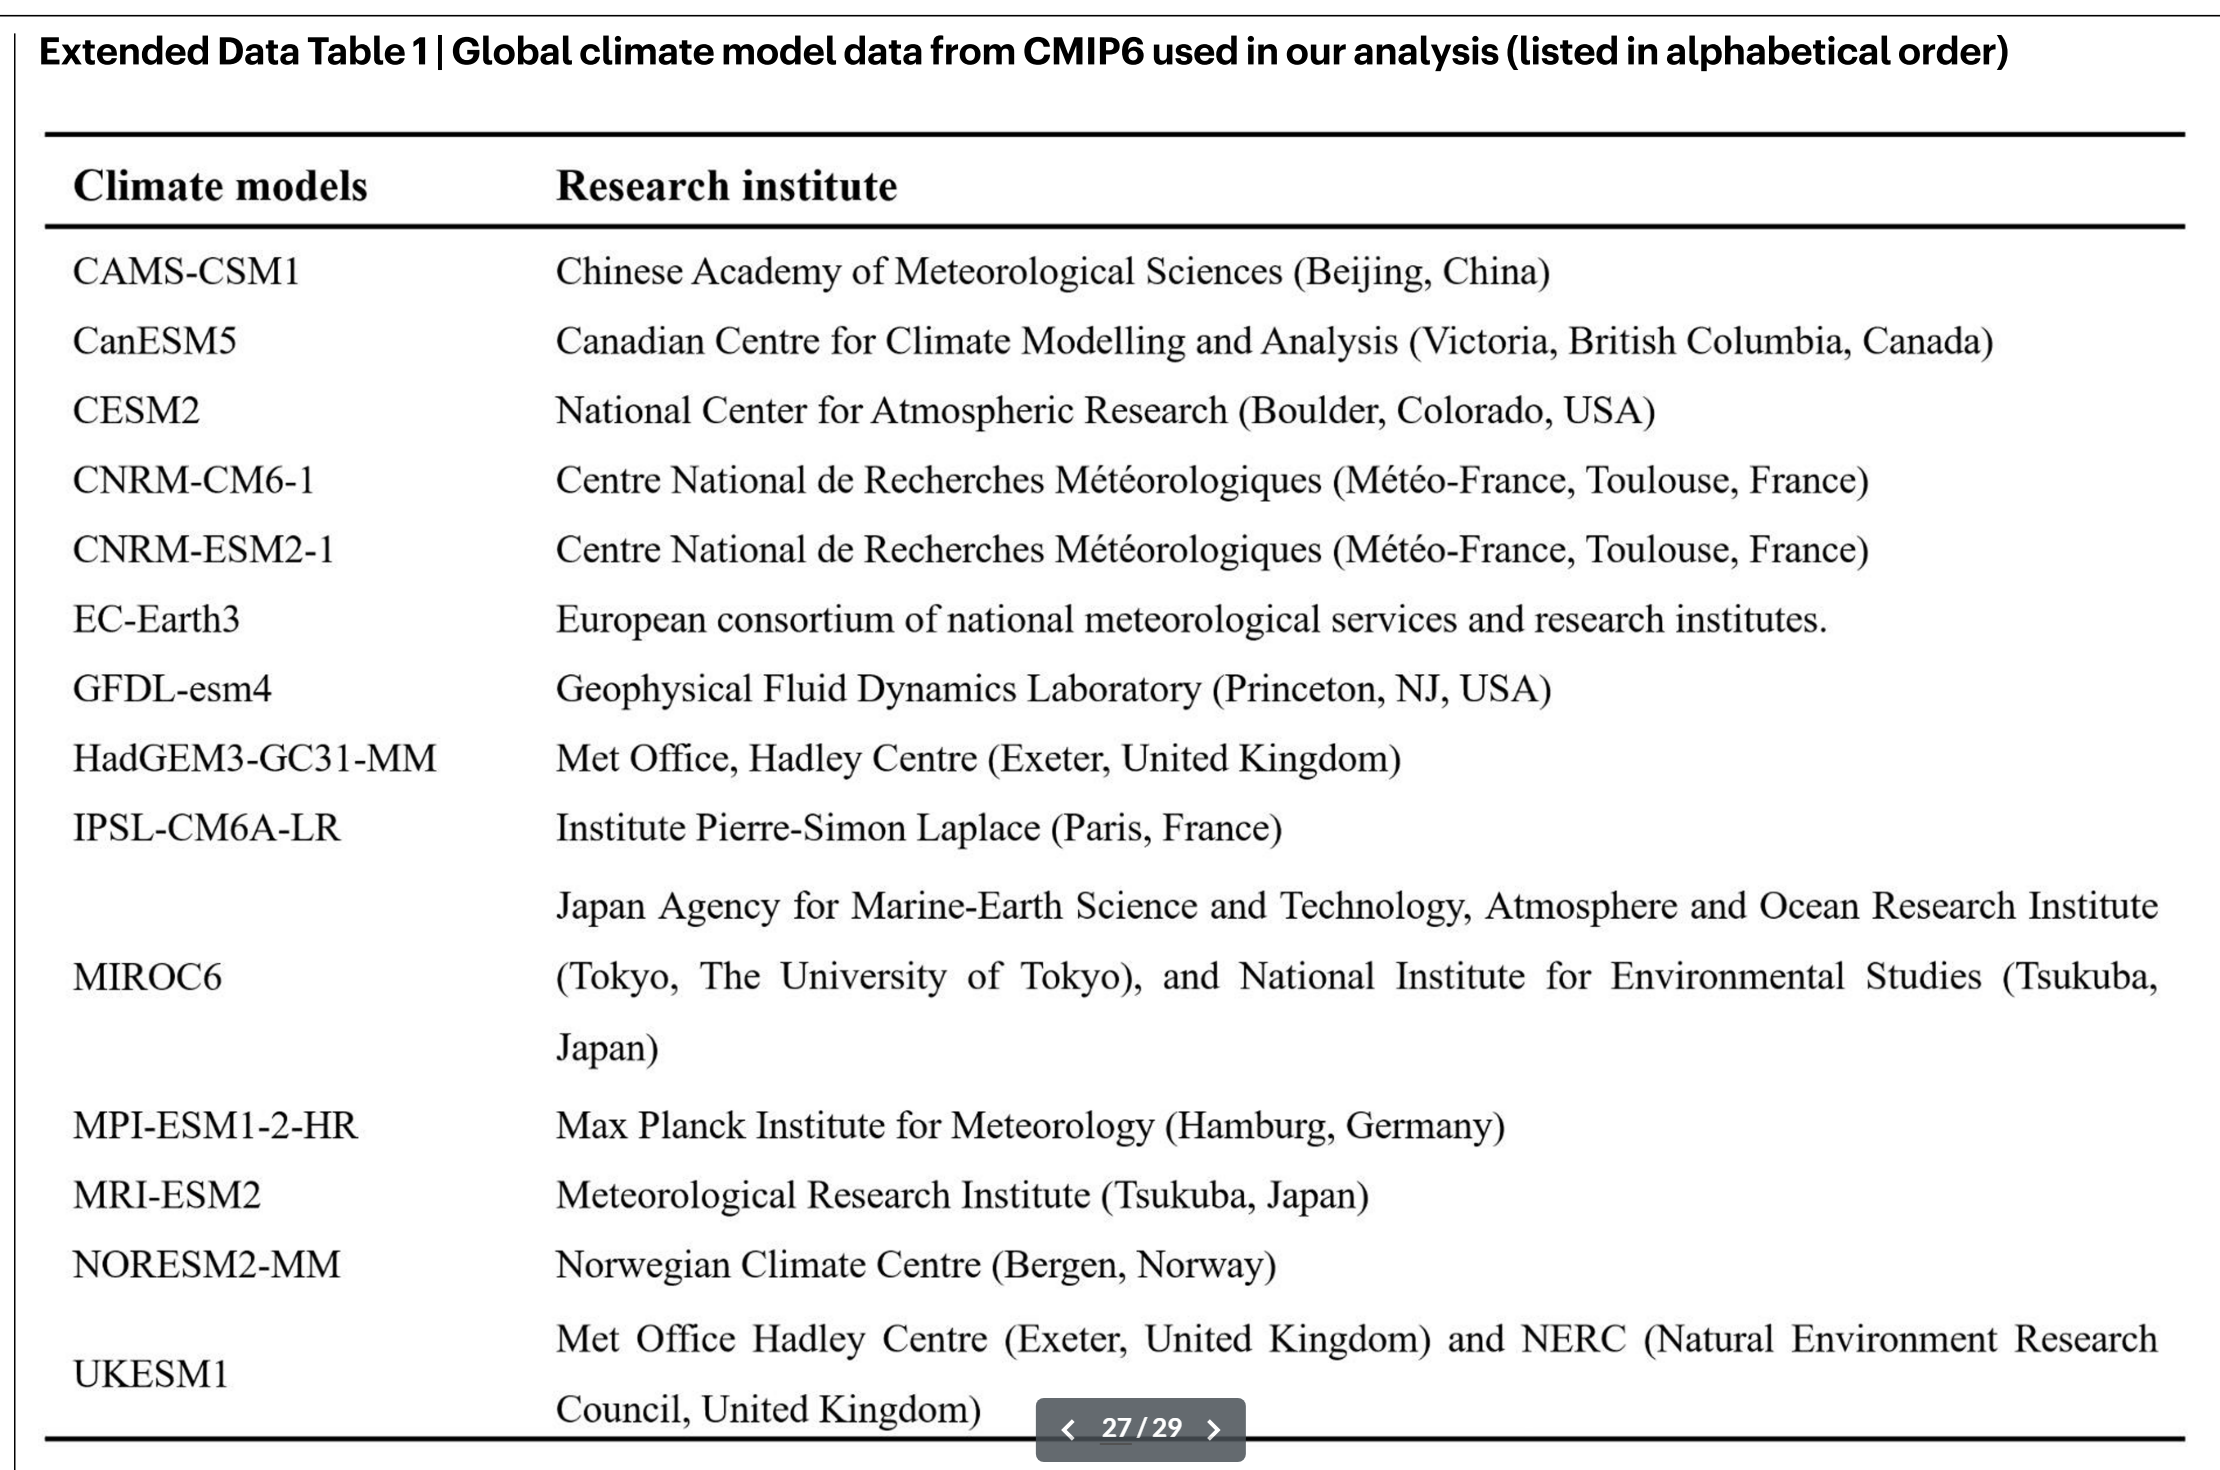 Extended Data Table 1 | Global climate model data from CMIP6 used in our analysis (listed in alphabetical order)
Climate models Research institute
CAMS-CSM1 Chinese Academy of Meteorological Sciences (Beijing, China)
CanESM5 Canadian Centre for Climate Modelling and Analysis (Victoria, British Columbia, Canada)
CESM2 National Center for Atmospheric Research (Boulder, Colorado, USA)
CNRM-CM6-1 Centre National de Recherches Météorologiques (Météo-France, Toulouse, France)
CNRM-ESM2-1 Centre National de Recherches Météorologiques (Météo-France, Toulouse, France)
EC-Earth3 European consortium of national meteorological services and research institutes.
GFDL-esm4 Geophysical Fluid Dynamics Laboratory (Princeton, NJ, USA)
HadGEM3-GC31-MM Met Office, Hadley Centre (Exeter, United Kingdom)
IPSL-CM6A-LR Institute Pierre-Simon Laplace (Paris, France)
Japan Agency for Marine-Earth Science and Technology, Atmosphere and Ocean Research Institute
MIROC6 (Tokyo, The University of Tokyo), and National Institute for Environmental Studies (Tsukuba,
Japan)
MPI-ESM1-2-HR Max Planck Institute for Meteorology (Hamburg, Germany)
MRI-ESM2 Meteorological Research Institute (Tsukuba, Japan)
NORESM2-MM Norwegian Climate Centre (Bergen, Norway)
Met Office Hadley Centre (Exeter, United Kingdom) and NERC (Natural Environment Research
UKESM1
Council, United Kingdom)
27 / 29